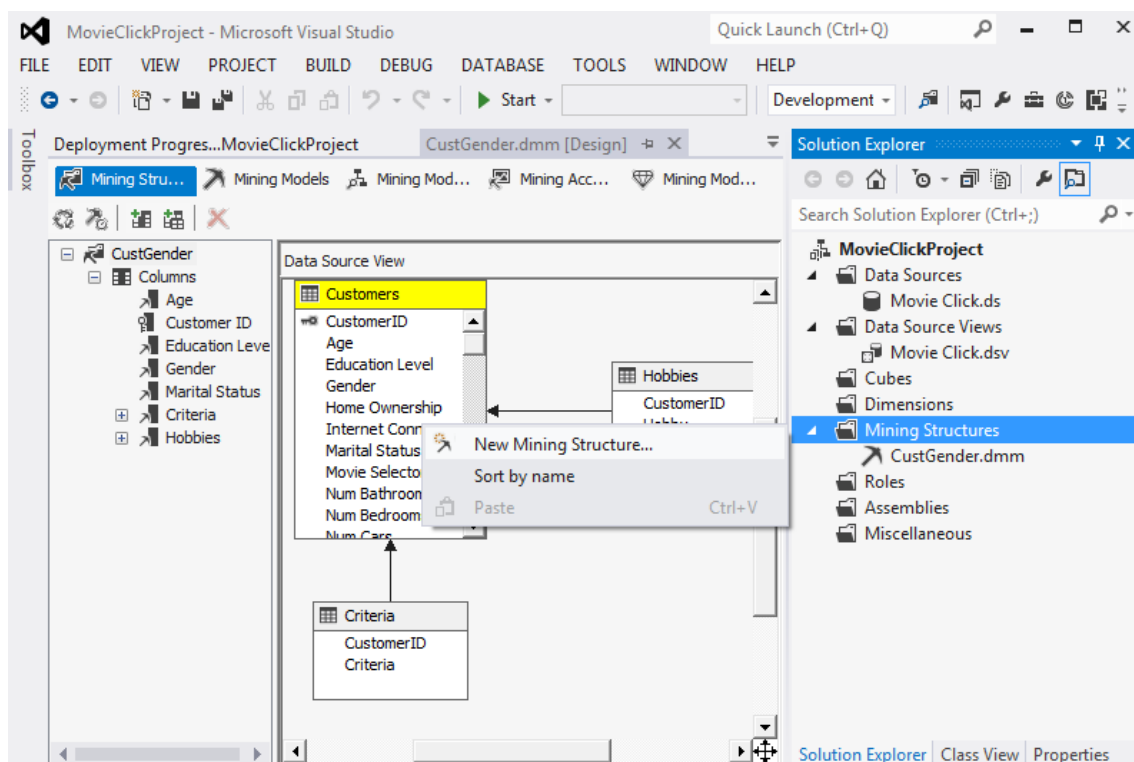 MovieClickProject - Microsoft Visual Studio
Quick Launch (Ctrl+Q)
FILE EDIT VIEW PROJECT BUILD DEBUG DATABASE TOOLS WINDOW HELP
Start Development
Toolbox
Deployment Progres...MovieClickProject CustGender.dmm [Design]
Mining Stru... Mining Models Mining Mod... Mining Acc... Mining Mod...
CustGender
Columns
Age
Customer ID
Education Leve
Gender
Marital Status
Criteria
Hobbies
Data Source View
Customers
CustomerID
Age
Education Level
Gender
Home Ownership
Internet Conn
Marital Status
Movie Selecto
Num Bathroon
Num Bedroom
Num Cars
Hobbies
CustomerID
Hobby
Criteria
CustomerID
Criteria
New Mining Structure...
Sort by name
Paste Ctrl+V
Solution Explorer
Search Solution Explorer (Ctrl+;)
MovieClickProject
Data Sources
Movie Click.ds
Data Source Views
Movie Click.dsv
Cubes
Dimensions
Mining Structures
CustGender.dmm
Roles
Assemblies
Miscellaneous
Solution Explorer Class View Properties